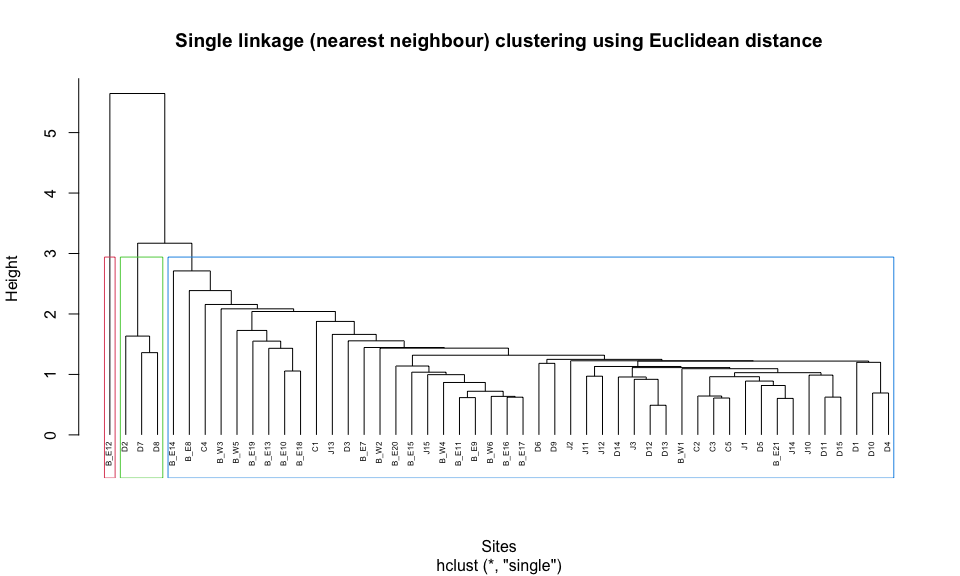 Single linkage (nearest neighbour) clustering using Euclidean distance
Height
5
4
3
2
1
0
B_E12
D2
D7
D8
B_E14
B_E8
C4
B_W3
B_W5
B_E19
B_E13
B_E10
B_E18
C1
J13
D3
B_E7
B_W2
B_E20
B_E15
J15
B_W4
B_E11
B_E9
B_W6
B_E16
B_E17
D6
D9
J2
J11
J12
D14
J3
D12
D13
B_W1
C2
C3
C5
J1
D5
B_E21
J14
J10
D11
D15
D1
D10
D4
Sites
hclust (*, "single")